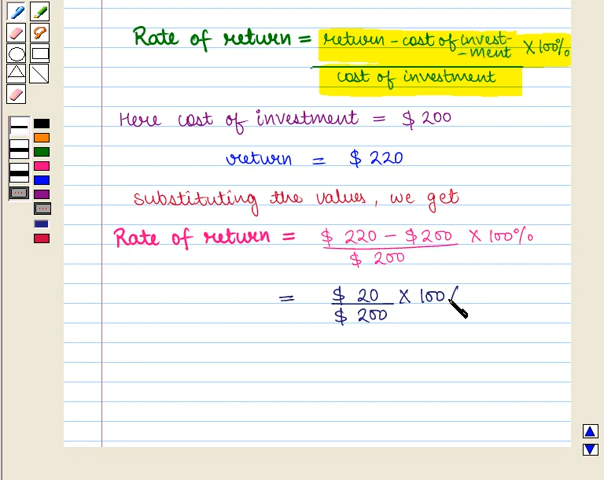 Rate of return = return - cost of invest-
-ment × 100%
cost of investment
Here cost of investment = $ 200
return = $ 220
substituting the values, we get
Rate of return = $ 220 - $ 200 × 100%
$ 200
= $ 20 × 100
$ 200